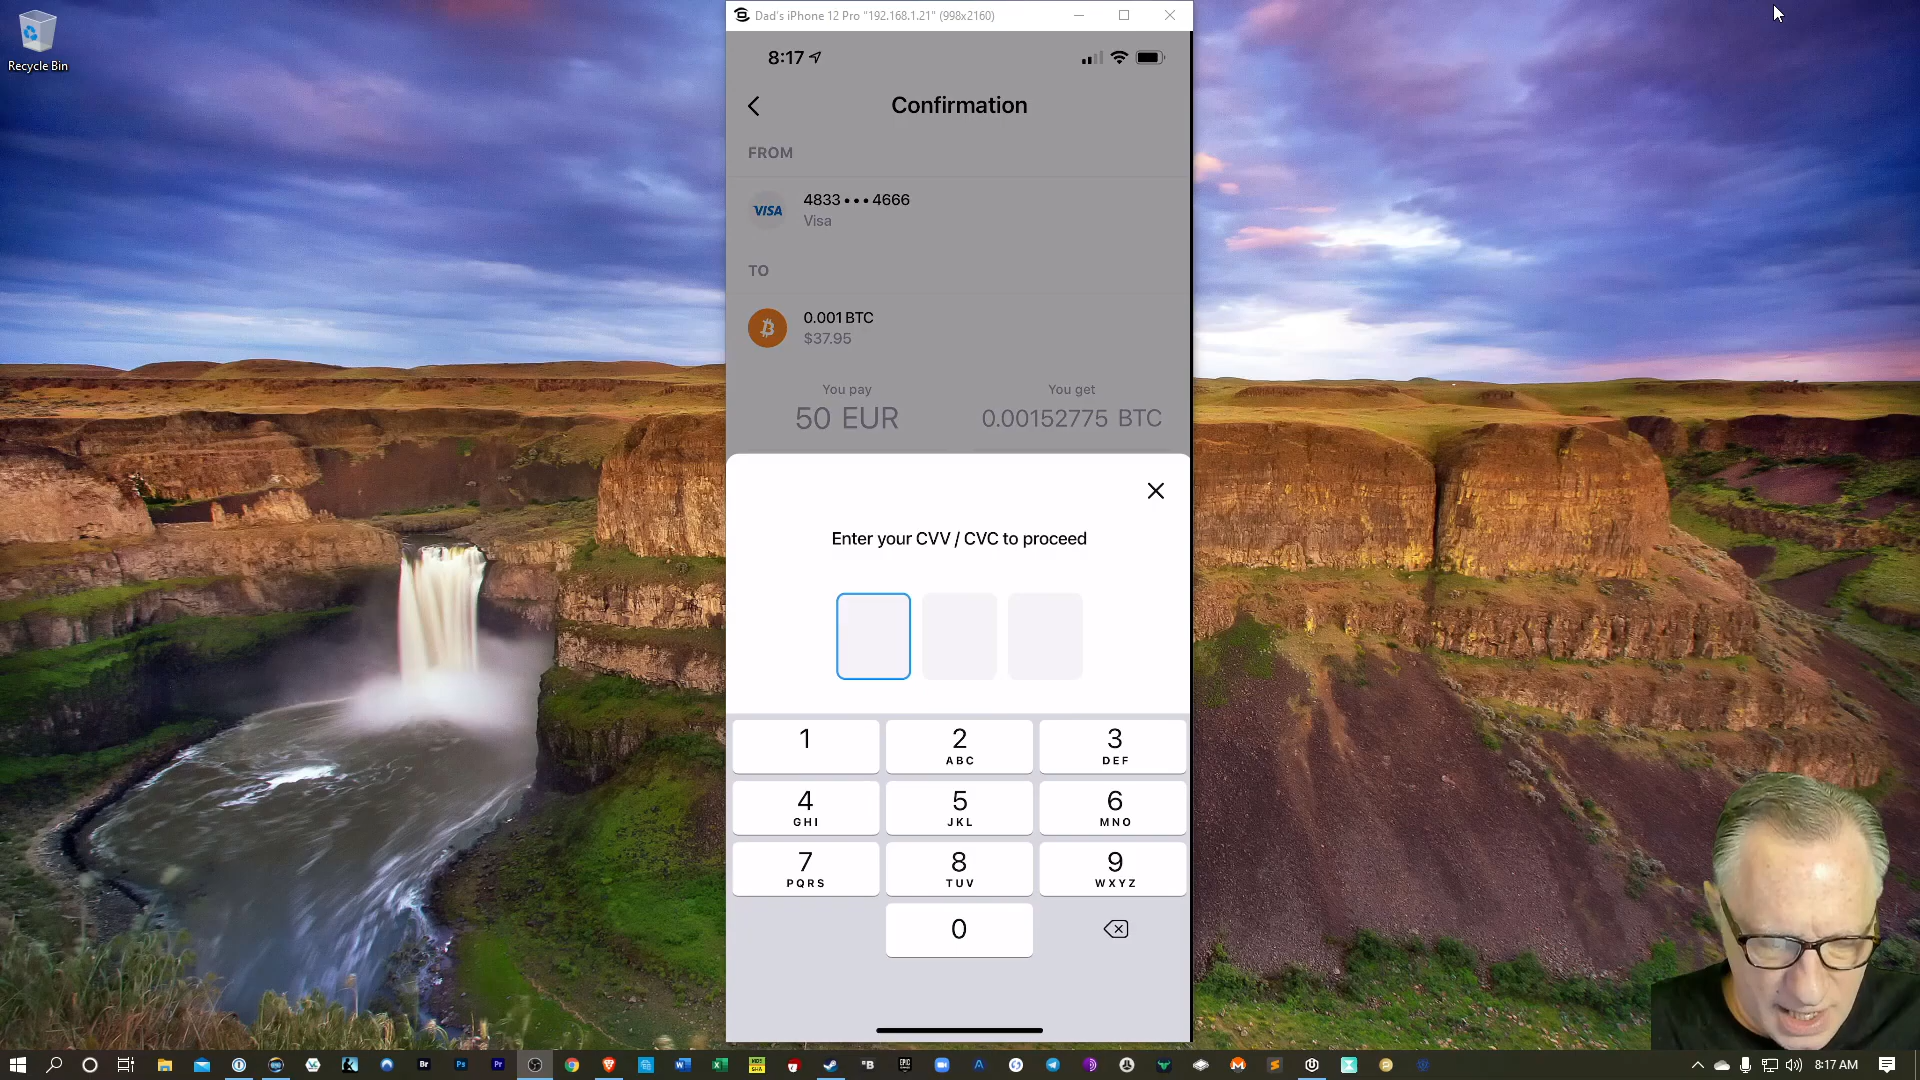 Recycle Bin
Dad's iPhone 12 Pro "192.168.1.21" (998x2160)
8:17
Confirmation
FROM
VISA
4833 ••• 4666
Visa
TO
0.001 BTC
$37.95
You pay
You get
50 EUR
0.00152775 BTC
Enter your CVV / CVC to proceed
1
2
ABC
3
DEF
4
GHI
5
JKL
6
MNO
7
PQRS
8
TUV
9
WXYZ
0
Br
Ps
Pr
8:17 AM